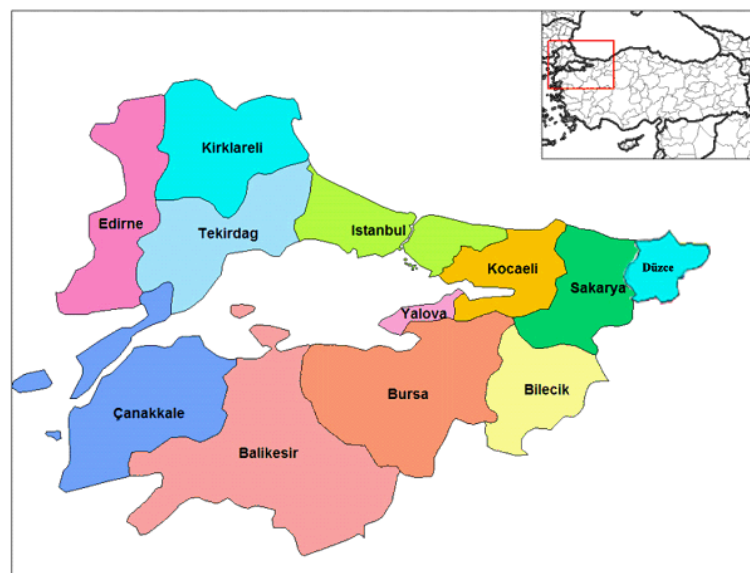 Kirklareli
Edirne
Tekirdag
Istanbul
Kocaeli
Düzce
Sakarya
Yalova
Çanakkale
Bursa
Bilecik
Balikesir